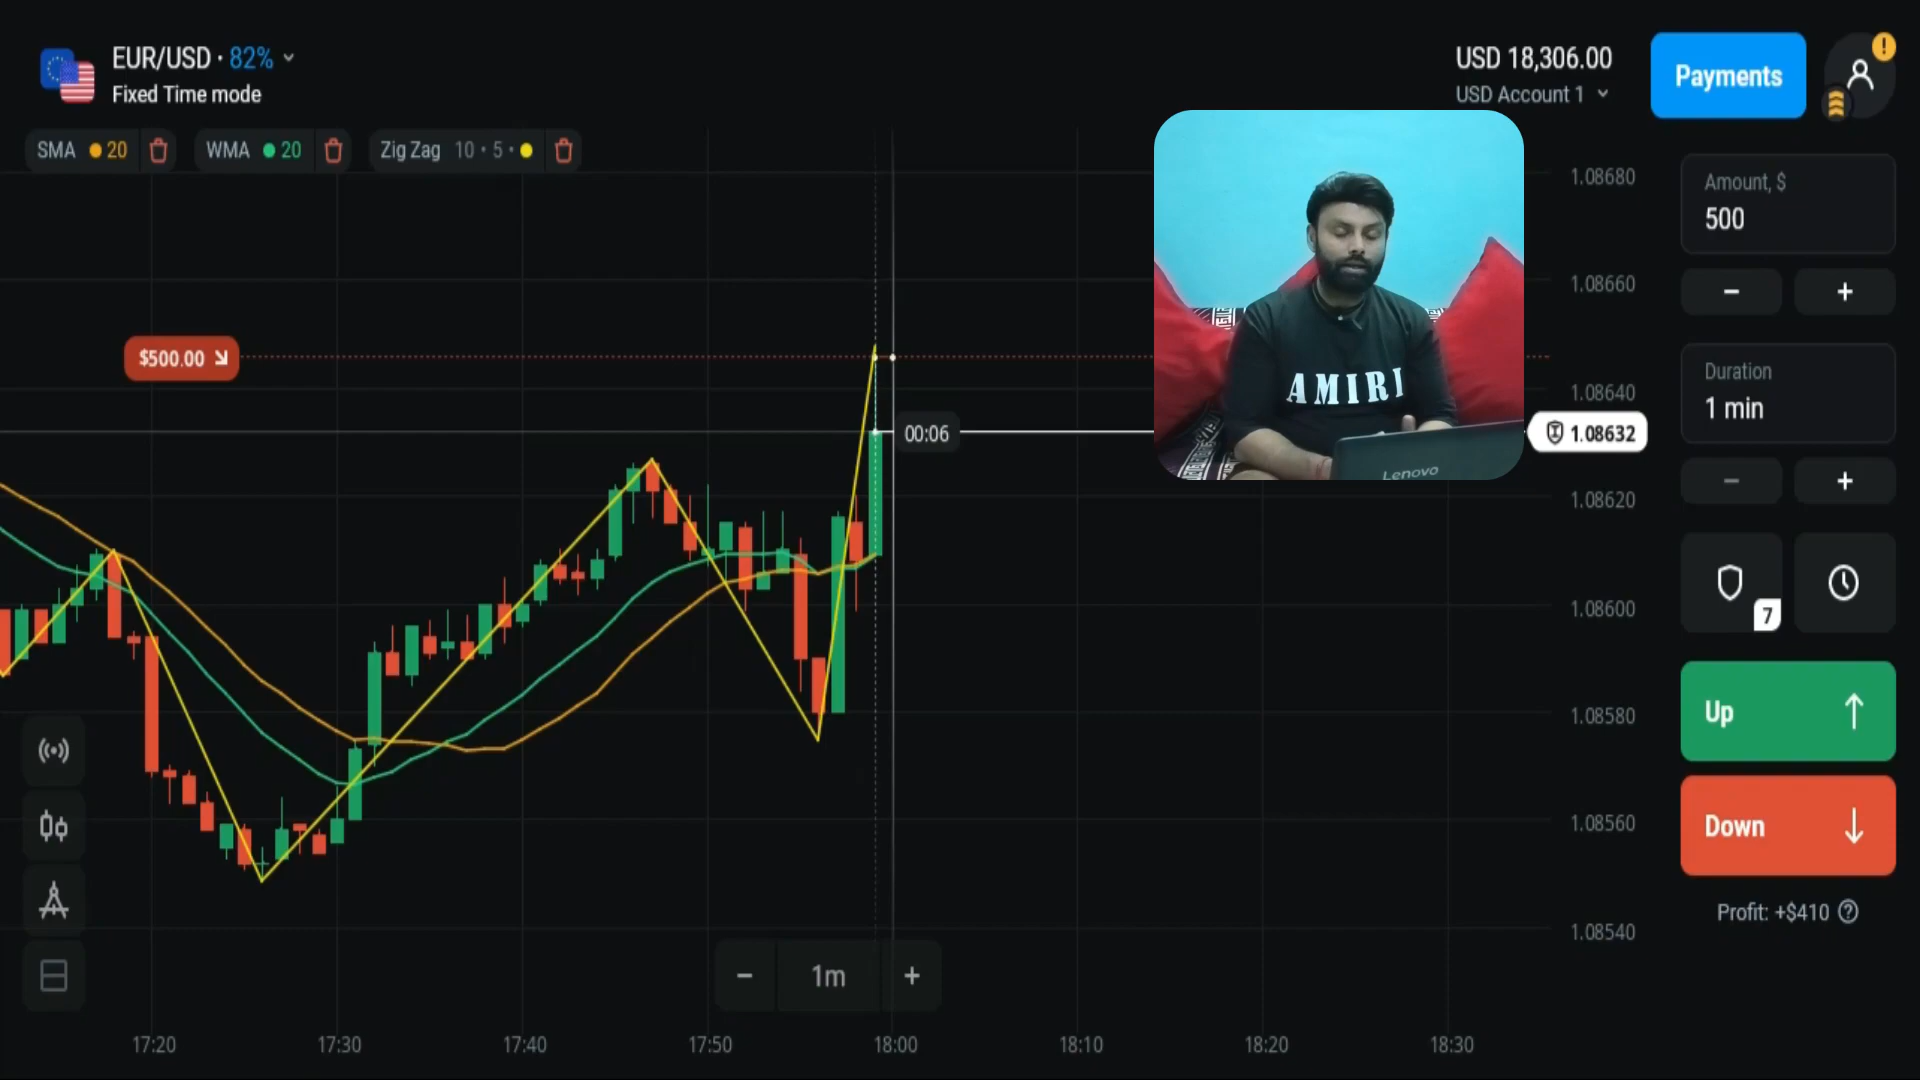 EUR/USD · 82%
Fixed Time mode
USD 18,306.00
USD Account 1
Payments
!
SMA 20
WMA 20
Zig Zag 10 · 5 ·
1.08680
1.08660
1.08640
1.08632
1.08620
1.08600
1.08580
1.08560
1.08540
$500.00
00:06
AMIRI
Lenovo
Amount, $
500
− +
Duration
1 min
− +
7
Up
Down
Profit: +$410 ?
− 1m +
17:20 17:30 17:40 17:50 18:00 18:10 18:20 18:30